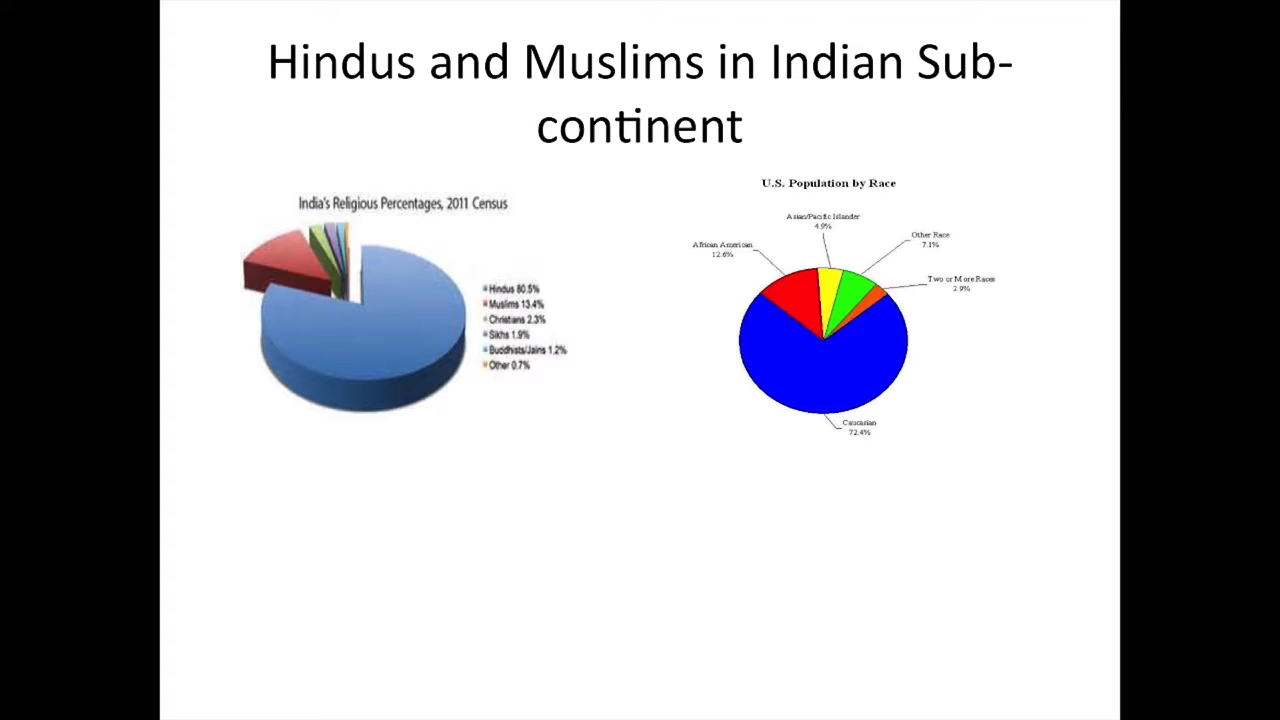 Hindus and Muslims in Indian Sub-
continent
India's Religious Percentages, 2011 Census
Hindus 80.5%
Muslims 13.4%
Christians 2.3%
Sikhs 1.9%
Buddhists/Jains 1.2%
Other 0.7%
U.S. Population by Race
Asian/Pacific Islander
4.9%
African American
12.6%
Other Race
7.1%
Two or More Races
2.9%
Caucasian
72.4%